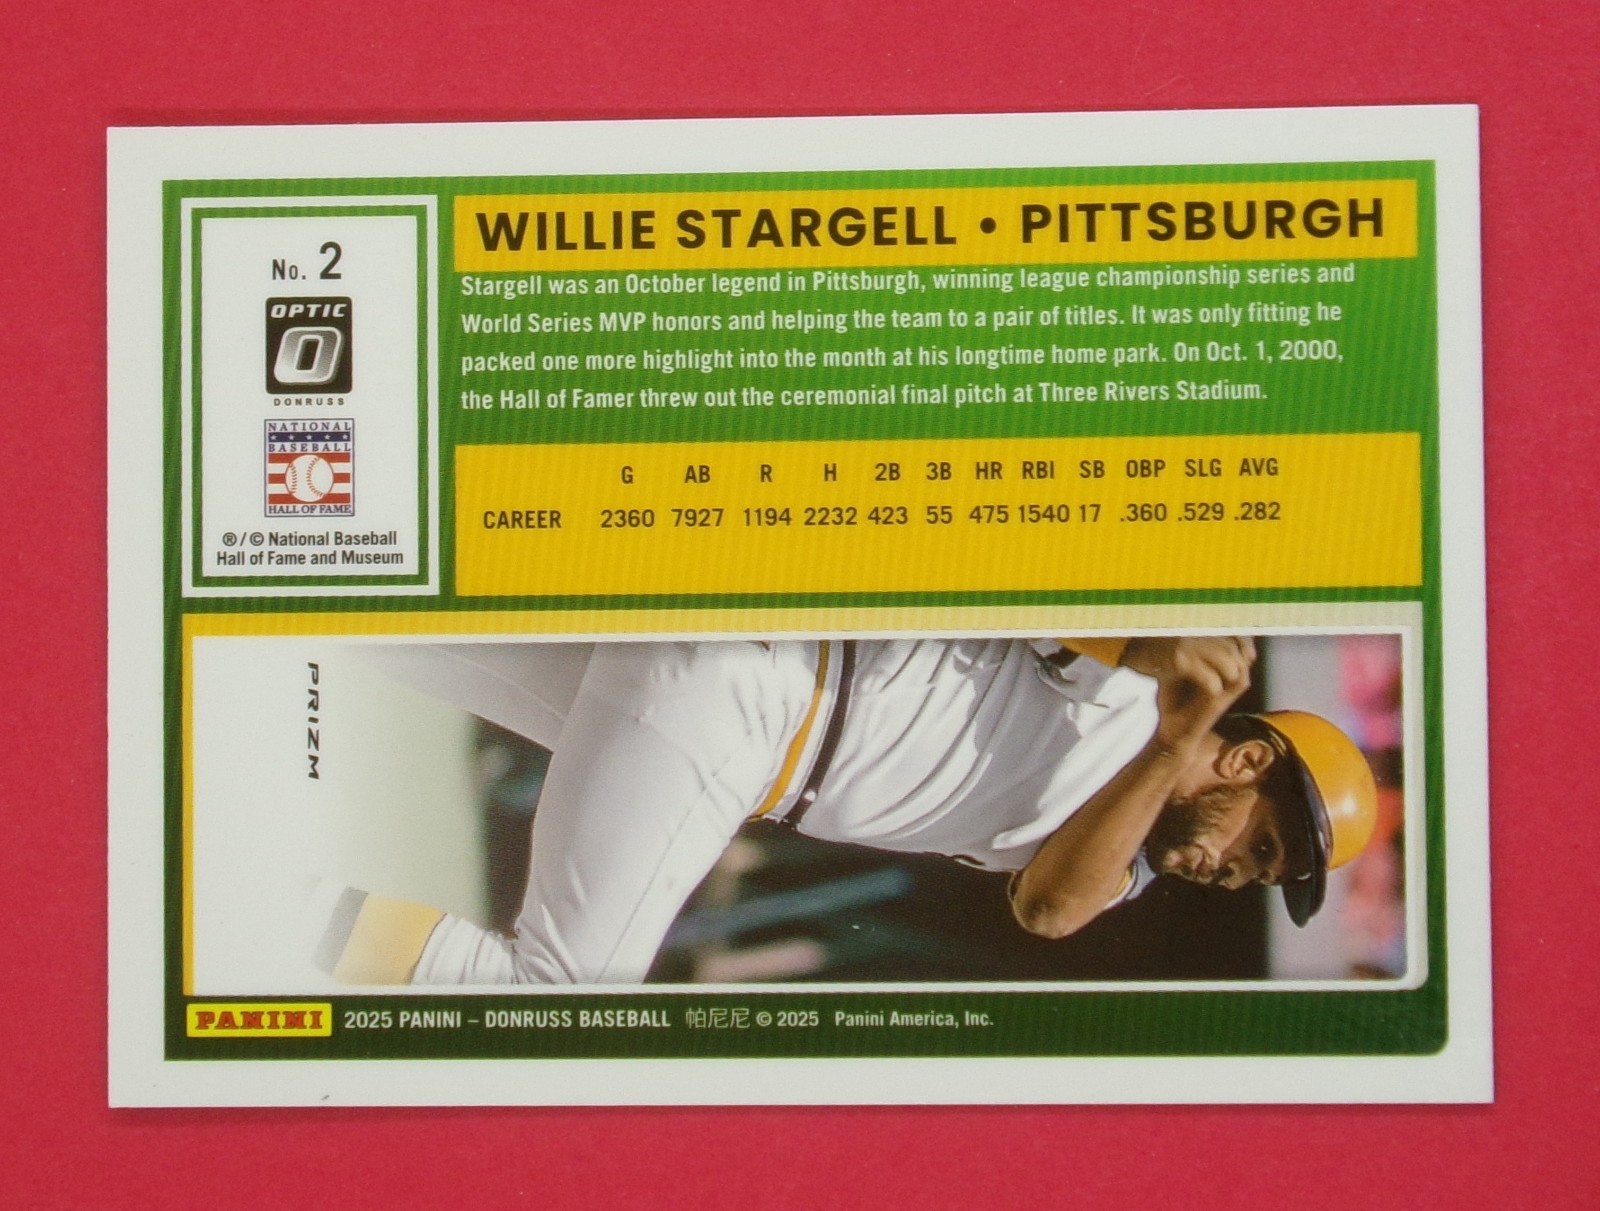 No. 2
OPTIC
DONRUSS
NATIONAL
BASEBALL
HALL OF FAME
®/© National Baseball
Hall of Fame and Museum
WILLIE STARGELL • PITTSBURGH
Stargell was an October legend in Pittsburgh, winning league championship series and
World Series MVP honors and helping the team to a pair of titles. It was only fitting he
packed one more highlight into the month at his longtime home park. On Oct. 1, 2000,
the Hall of Famer threw out the ceremonial final pitch at Three Rivers Stadium.
G AB R H 2B 3B HR RBI SB OBP SLG AVG
CAREER 2360 7927 1194 2232 423 55 475 1540 17 .360 .529 .282
PRIZM
PANINI 2025 PANINI – DONRUSS BASEBALL 帕尼尼 © 2025 Panini America, Inc.